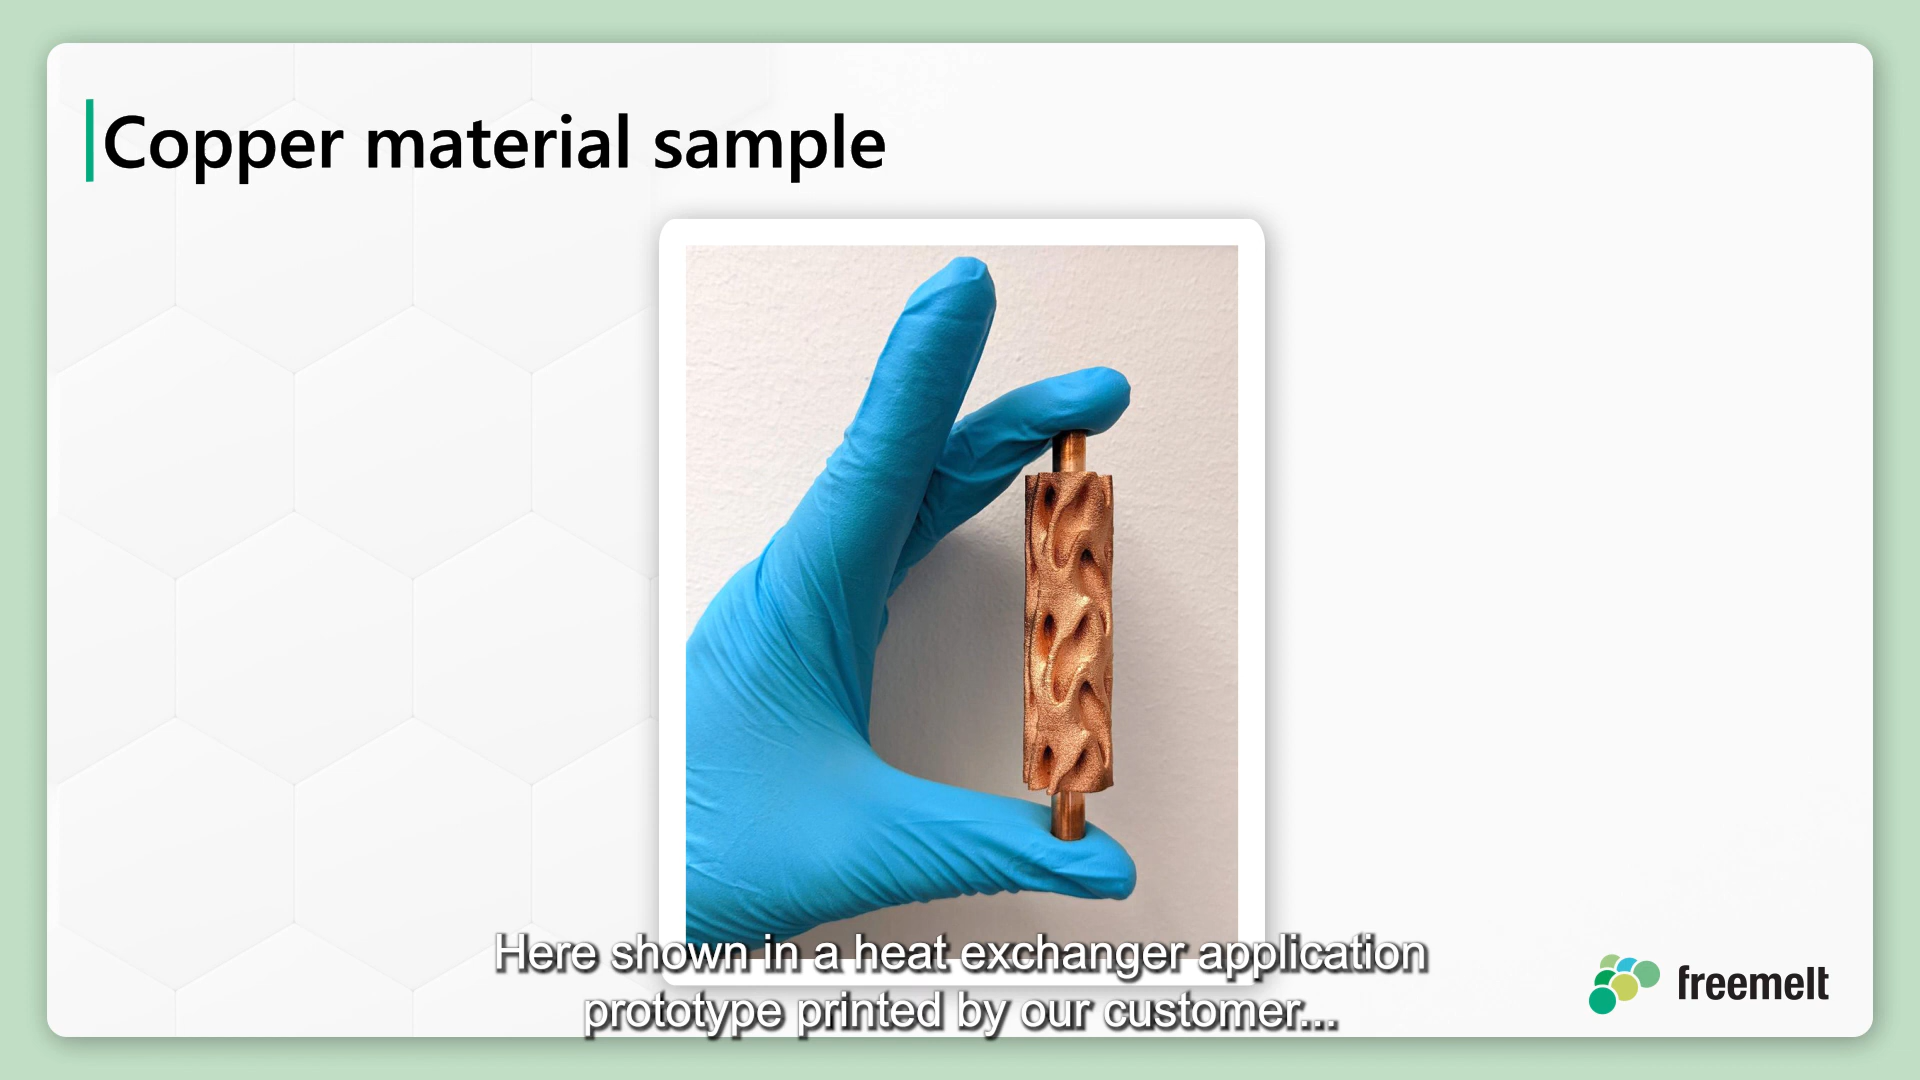 Copper material sample
Here shown in a heat exchanger application
prototype printed by our customer...
freemelt